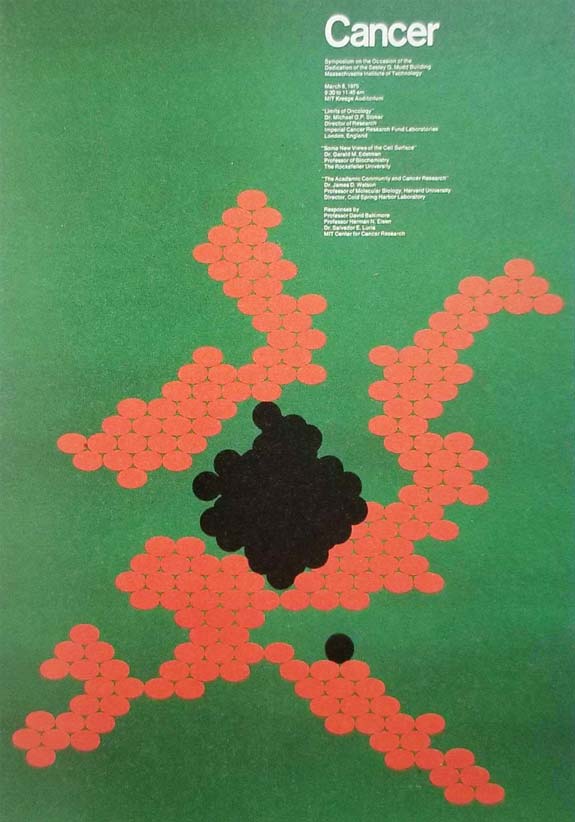 Cancer
Symposium on the Occasion of the
Dedication of the Seeley G. Mudd Building
Massachusetts Institute of Technology
March 6, 1975
9:30 to 11:45 am
MIT Kresge Auditorium
"Limits of Oncology"
Dr. Michael G.P. Stoker
Director of Research
Imperial Cancer Research Fund Laboratories
London, England
"Some New Views of the Cell Surface"
Dr. Gerald M. Edelman
Professor of Biochemistry
The Rockefeller University
"The Academic Community and Cancer Research"
Dr. James D. Watson
Professor of Molecular Biology, Harvard University
Director, Cold Spring Harbor Laboratory
Responses by
Professor David Baltimore
Professor Herman N. Eisen
Dr. Salvador E. Luria
MIT Center for Cancer Research